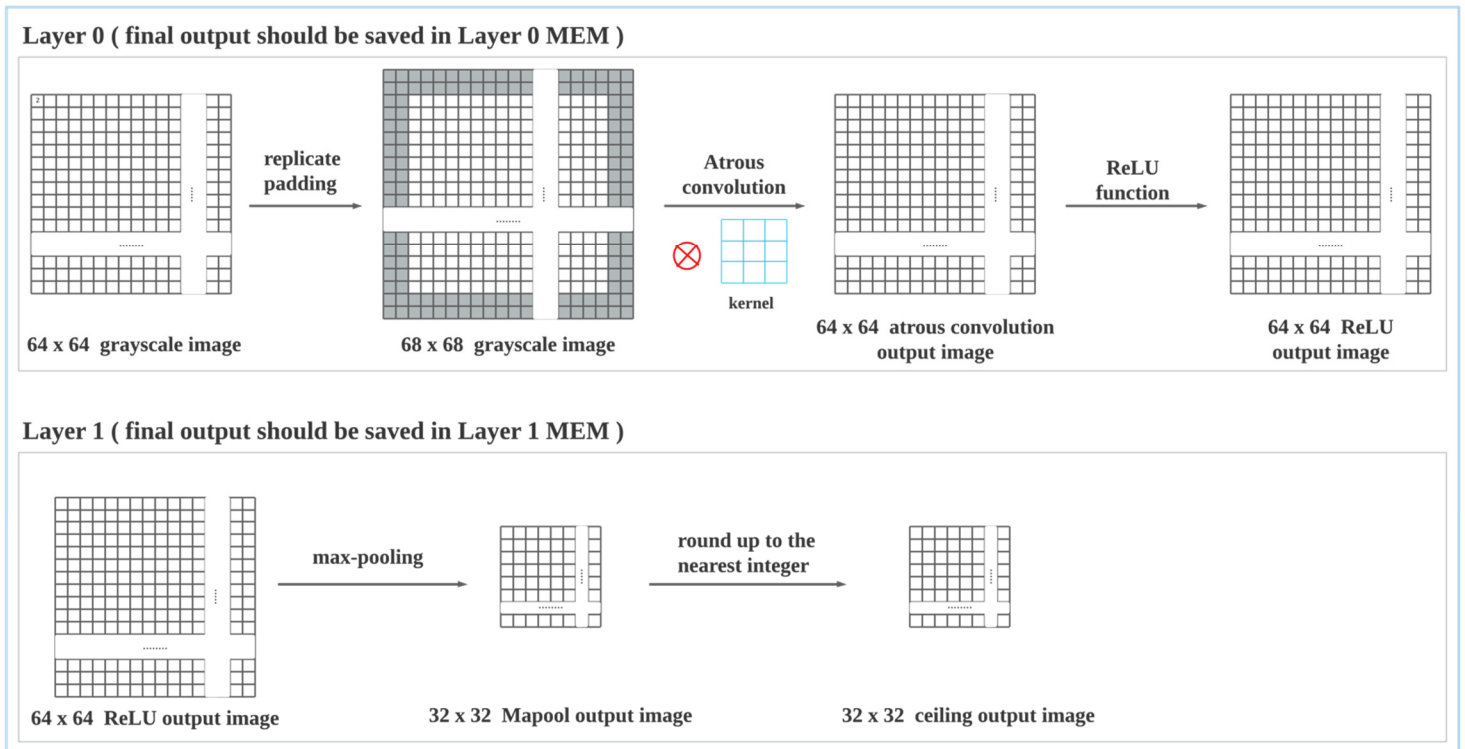 Layer 0 ( final output should be saved in Layer 0 MEM )
2
replicate
padding
Atrous
convolution
kernel
ReLU
function
64 x 64 grayscale image
68 x 68 grayscale image
64 x 64 atrous convolution
output image
64 x 64 ReLU
output image
Layer 1 ( final output should be saved in Layer 1 MEM )
max-pooling
round up to the
nearest integer
64 x 64 ReLU output image
32 x 32 Mapool output image
32 x 32 ceiling output image